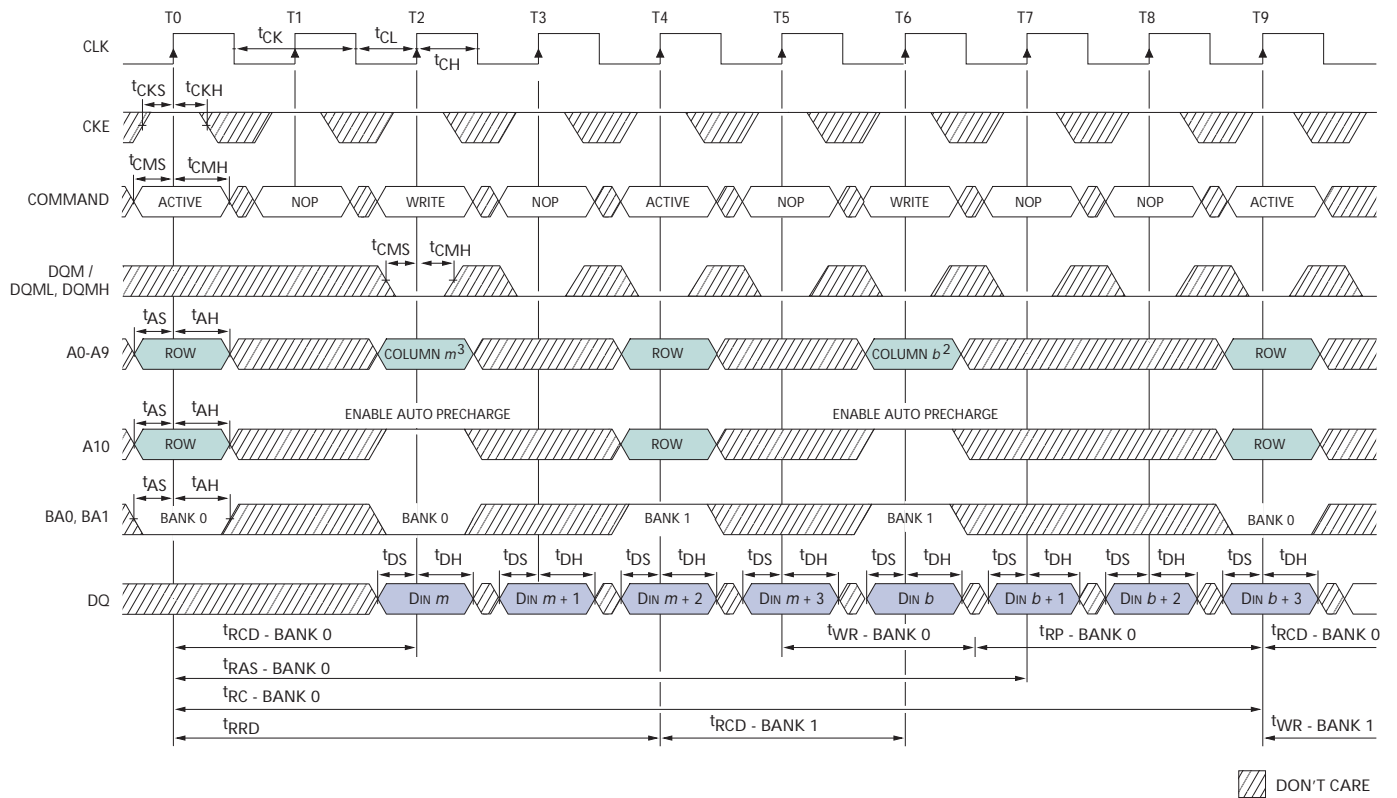 T0 T1 T2 T3 T4 T5 T6 T7 T8 T9
CLK
tCK tCL
tCH
tCKS tCKH
CKE
tCMS tCMH
COMMAND ACTIVE NOP WRITE NOP ACTIVE NOP WRITE NOP NOP ACTIVE
tCMS tCMH
DQM /
DQML, DQMH
tAS tAH
A0-A9 ROW COLUMN m3 ROW COLUMN b2 ROW
tAS tAH
ENABLE AUTO PRECHARGE ENABLE AUTO PRECHARGE
A10 ROW ROW ROW
tAS tAH
BA0, BA1 BANK 0 BANK 0 BANK 1 BANK 1 BANK 0
tDS tDH tDS tDH tDS tDH tDS tDH tDS tDH tDS tDH tDS tDH tDS tDH
DQ DIN m DIN m + 1 DIN m + 2 DIN m + 3 DIN b DIN b + 1 DIN b + 2 DIN b + 3
tRCD - BANK 0 tWR - BANK 0 tRP - BANK 0 tRCD - BANK 0
tRAS - BANK 0
tRC - BANK 0
tRRD tRCD - BANK 1 tWR - BANK 1
DON'T CARE